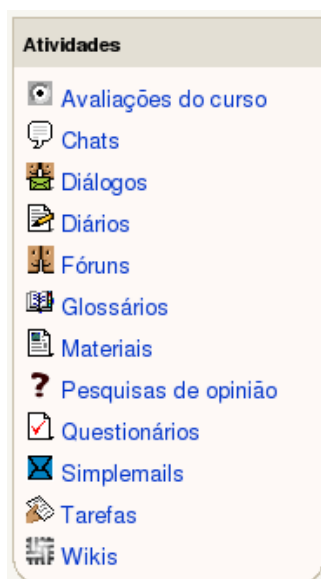 Atividades
Avaliações do curso
Chats
Diálogos
Diários
Fóruns
Glossários
Materiais
Pesquisas de opinião
Questionários
Simplemails
Tarefas
Wikis